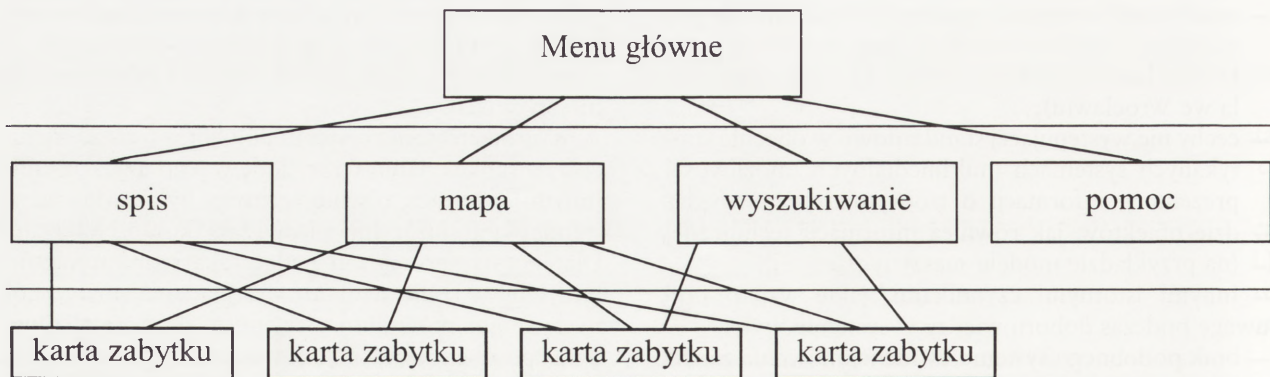 Menu główne
spis mapa wyszukiwanie pomoc
karta zabytku karta zabytku karta zabytku karta zabytku